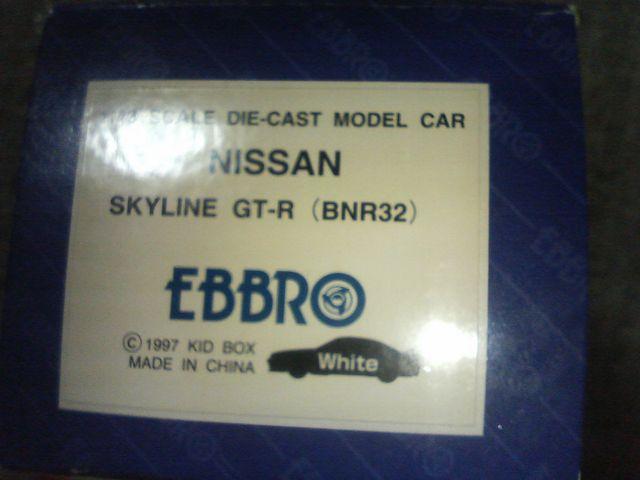 SCALE DIE-CAST MODEL CAR
NISSAN
SKYLINE GT-R (BNR32)
EBBRO
© 1997 KID BOX
MADE IN CHINA
White